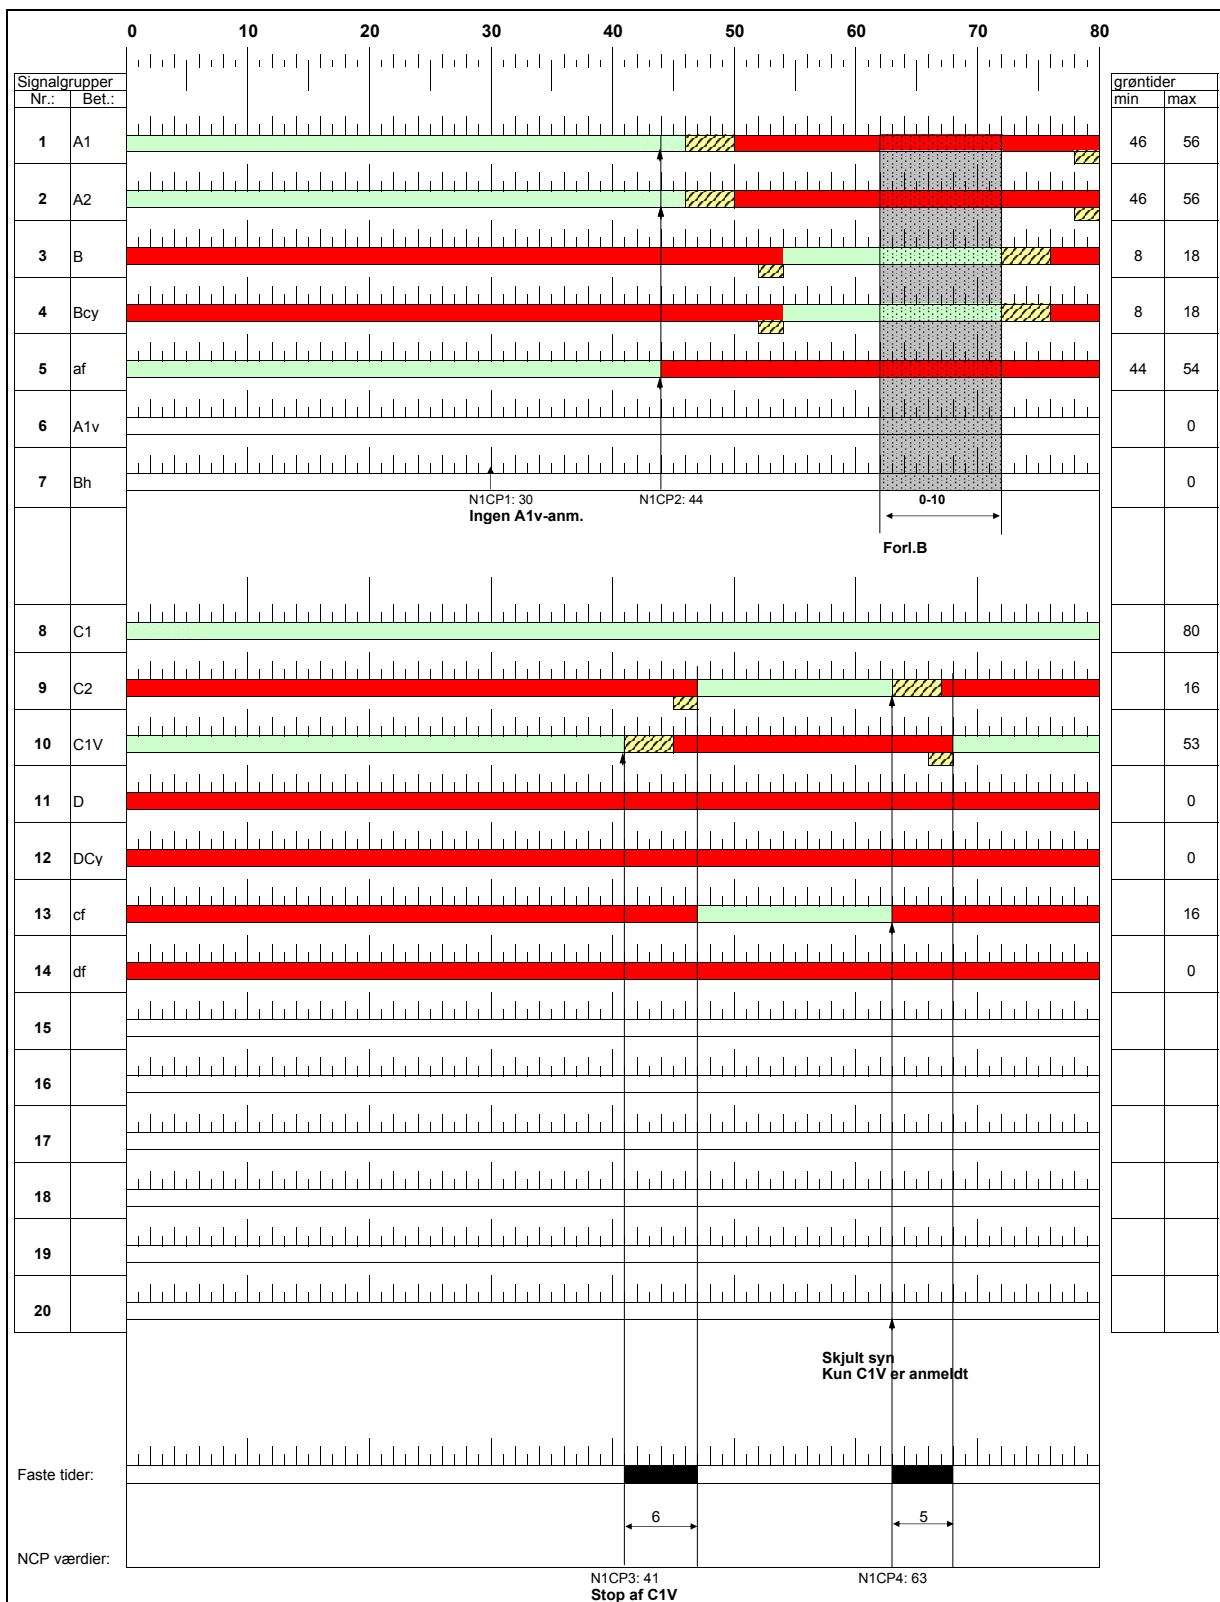 0 10 20 30 40 50 60 70 80
Signalgrupper grøntider
Nr.: Bet.: min max
1 A1 46 56
2 A2 46 56
3 B 8 18
4 Bcy 8 18
5 af 44 54
6 A1v 0
7 Bh 0
N1CP1: 30 N1CP2: 44 0-10
Ingen A1v-anm.
Forl.B
8 C1 80
9 C2 16
10 C1V 53
11 D 0
12 DCy 0
13 cf 16
14 df 0
15
16
17
18
19
20
Skjult syn
Kun C1V er anmeldt
Faste tider:
6 5
NCP værdier:
N1CP3: 41 N1CP4: 63
Stop af C1V